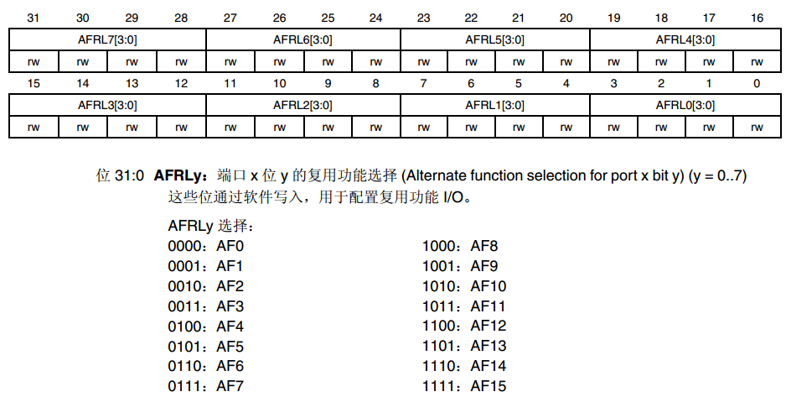 31 30 29 28 27 26 25 24 23 22 21 20 19 18 17 16
AFRL7[3:0] AFRL6[3:0] AFRL5[3:0] AFRL4[3:0]
rw rw rw rw rw rw rw rw rw rw rw rw rw rw rw rw
15 14 13 12 11 10 9 8 7 6 5 4 3 2 1 0
AFRL3[3:0] AFRL2[3:0] AFRL1[3:0] AFRL0[3:0]
rw rw rw rw rw rw rw rw rw rw rw rw rw rw rw rw
位 31:0 AFRLy：端口 x 位 y 的复用功能选择 (Alternate function selection for port x bit y) (y = 0..7)
这些位通过软件写入，用于配置复用功能 I/O。
AFRLy 选择：
0000：AF0 1000：AF8
0001：AF1 1001：AF9
0010：AF2 1010：AF10
0011：AF3 1011：AF11
0100：AF4 1100：AF12
0101：AF5 1101：AF13
0110：AF6 1110：AF14
0111：AF7 1111：AF15